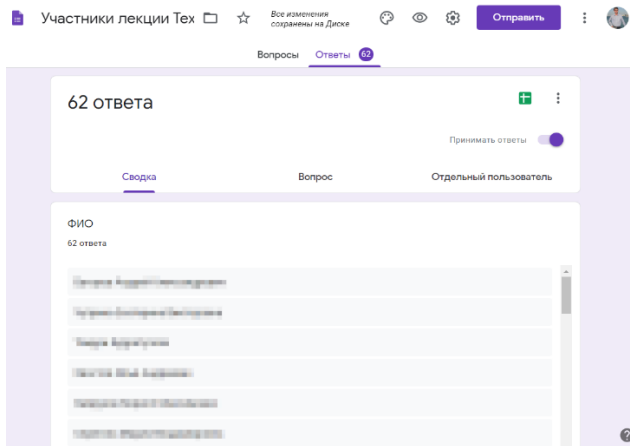 Участники лекции Тех
Все изменения
сохранены на Диске
Отправить
Вопросы Ответы 62
62 ответа
Принимать ответы
Сводка Вопрос Отдельный пользователь
ФИО
62 ответа